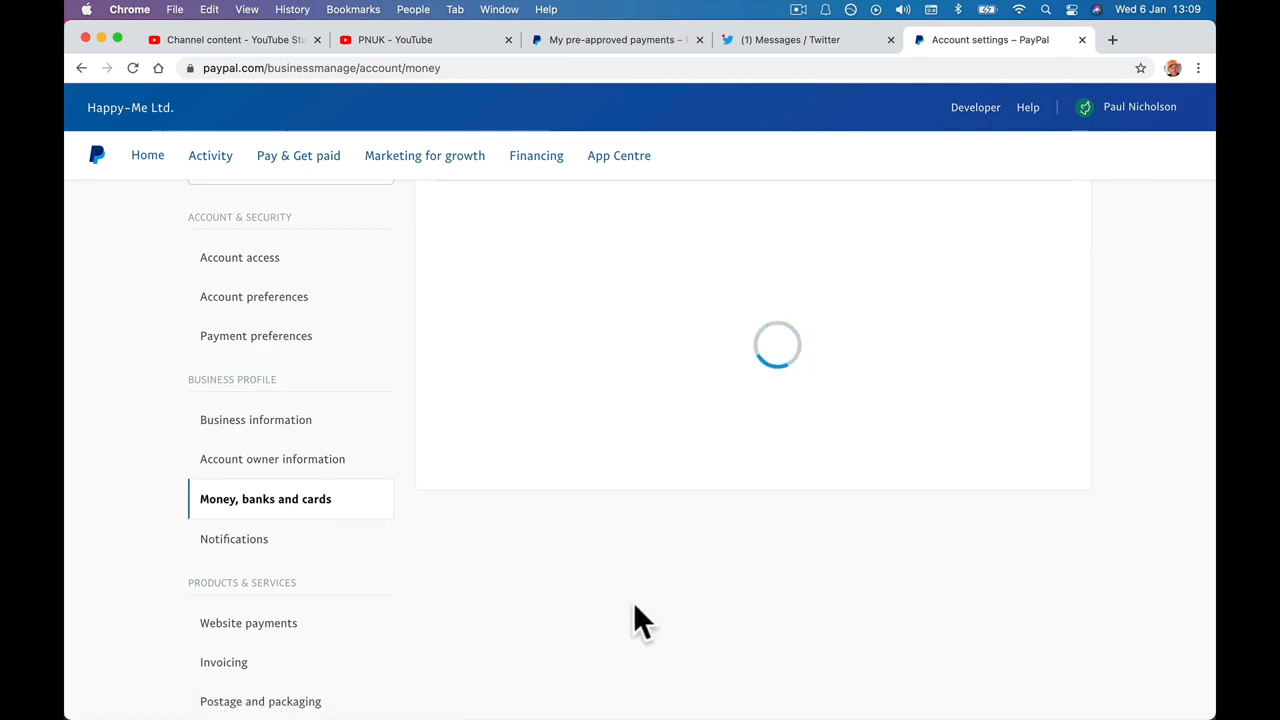 Chrome File Edit View History Bookmarks People Tab Window Help Wed 6 Jan 13:09
Channel content - YouTube Stu
PNUK - YouTube
My pre-approved payments –
(1) Messages / Twitter
Account settings – PayPal
paypal.com/businessmanage/account/money
Happy-Me Ltd. Developer Help Paul Nicholson
Home Activity Pay & Get paid Marketing for growth Financing App Centre
ACCOUNT & SECURITY
Account access
Account preferences
Payment preferences
BUSINESS PROFILE
Business information
Account owner information
Money, banks and cards
Notifications
PRODUCTS & SERVICES
Website payments
Invoicing
Postage and packaging